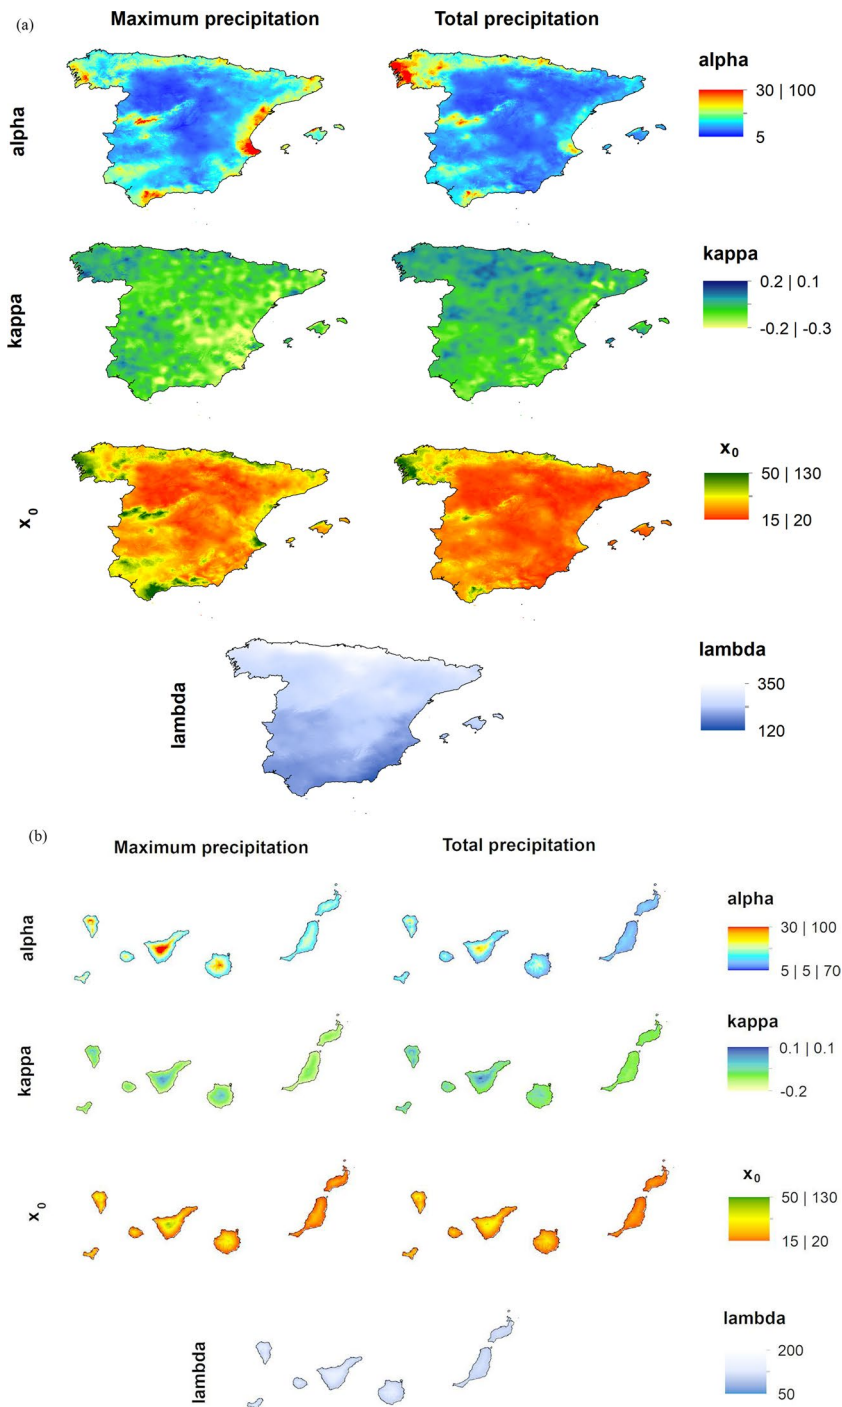 (a)
Maximum precipitation
Total precipitation
alpha
alpha
30 | 100
5
kappa
kappa
0.2 | 0.1
-0.2 | -0.3
x₀
x₀
50 | 130
15 | 20
lambda
lambda
350
120
(b)
Maximum precipitation
Total precipitation
alpha
alpha
30 | 100
5 | 5 | 70
kappa
kappa
0.1 | 0.1
-0.2
x₀
x₀
50 | 130
15 | 20
lambda
lambda
200
50